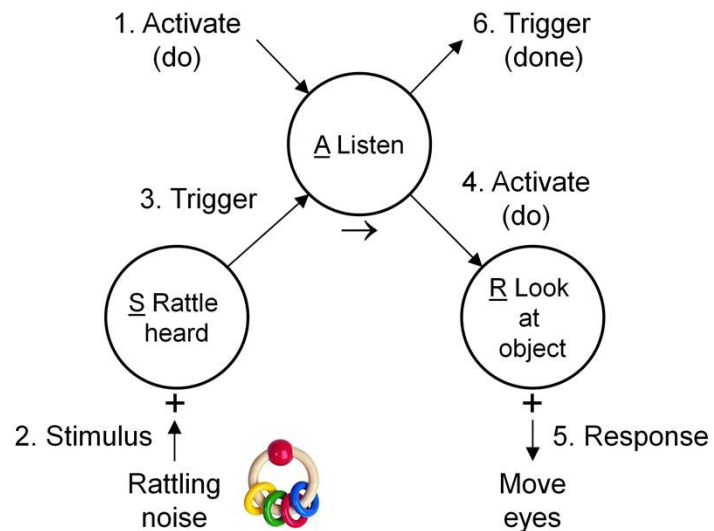 1. Activate
(do)
6. Trigger
(done)
A Listen
3. Trigger
4. Activate
(do)
→
S Rattle
heard
R Look
at
object
+
+
2. Stimulus
5. Response
Rattling
noise
Move
eyes